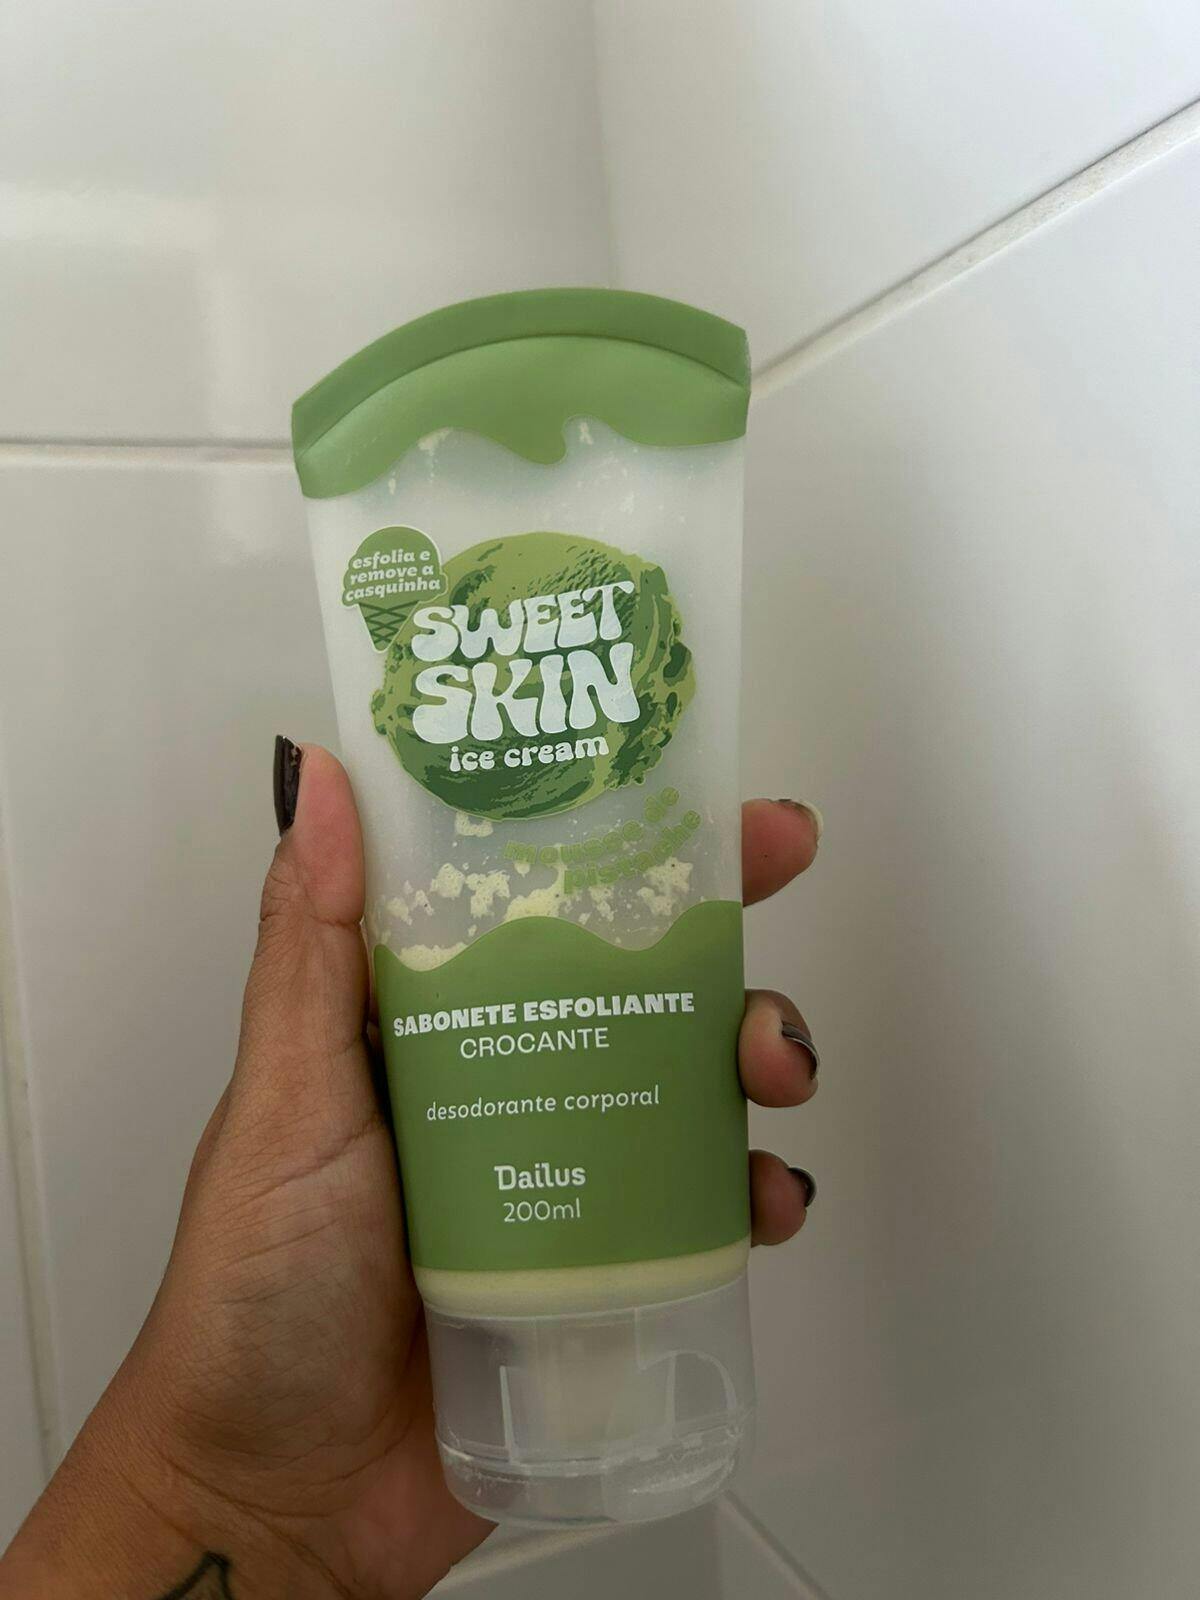 esfolia e
remove a
casquinha
SWEET
SKIN
ice cream
mousse de
pistache
SABONETE ESFOLIANTE
CROCANTE
desodorante corporal
Dailus
200ml